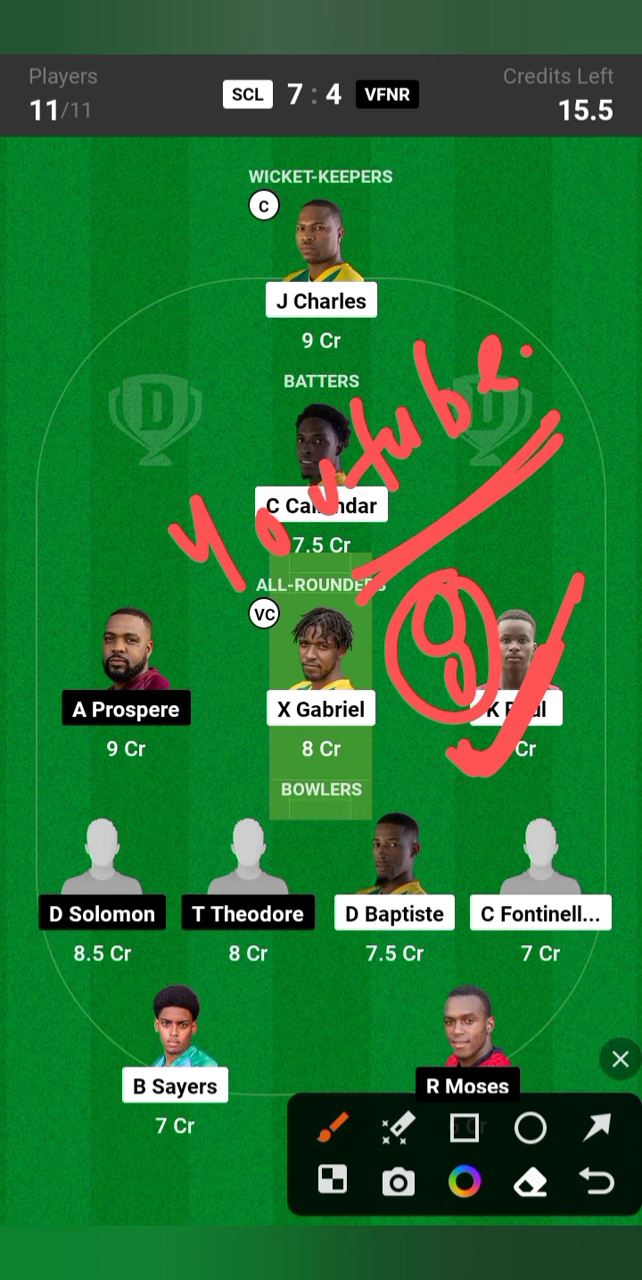 Players
Credits Left
11/11
SCL 7 : 4 VFNR
15.5
WICKET-KEEPERS
C
J Charles
9 Cr
BATTERS
D
D
Youtube.
7.5 Cr
ALL-ROUNDERS
VC
A Prospere
X Gabriel
K
9 Cr
8 Cr
Cr
BOWLERS
D Solomon
T Theodore
D Baptiste
C Fontinell...
8.5 Cr
8 Cr
7.5 Cr
7 Cr
B Sayers
R Moses
7 Cr